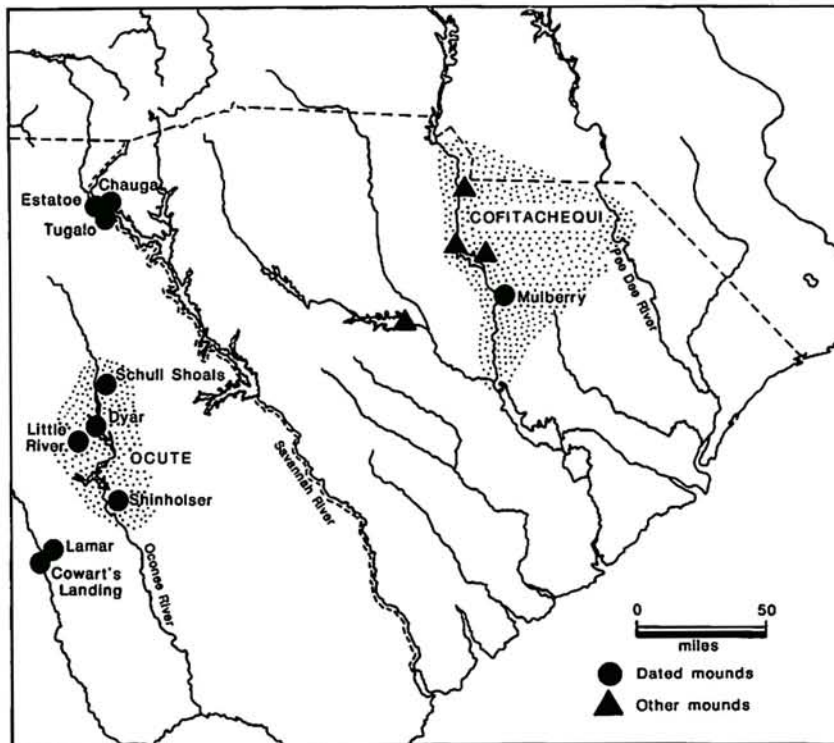 Chauga
Estatoe
Tugalo
COFITACHEQUI
Pee Dee River
Mulberry
Schull Shoals
Dyar
Little
River
OCUTE
Savannah River
Shinholser
Lamar
Cowart's
Landing
Oconee River
0 50
miles
Dated mounds
Other mounds